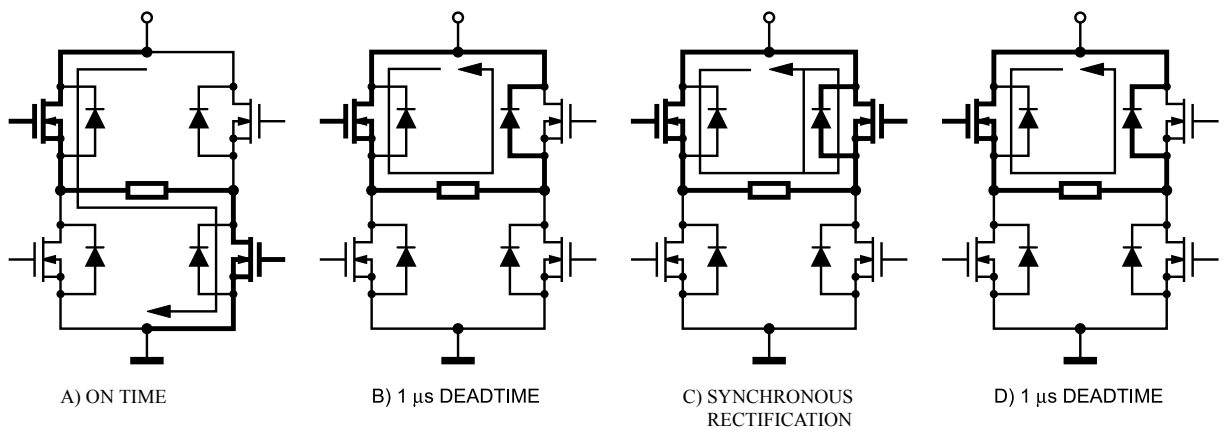 A) ON TIME
B) 1 µs DEADTIME
C) SYNCHRONOUS
RECTIFICATION
D) 1 µs DEADTIME